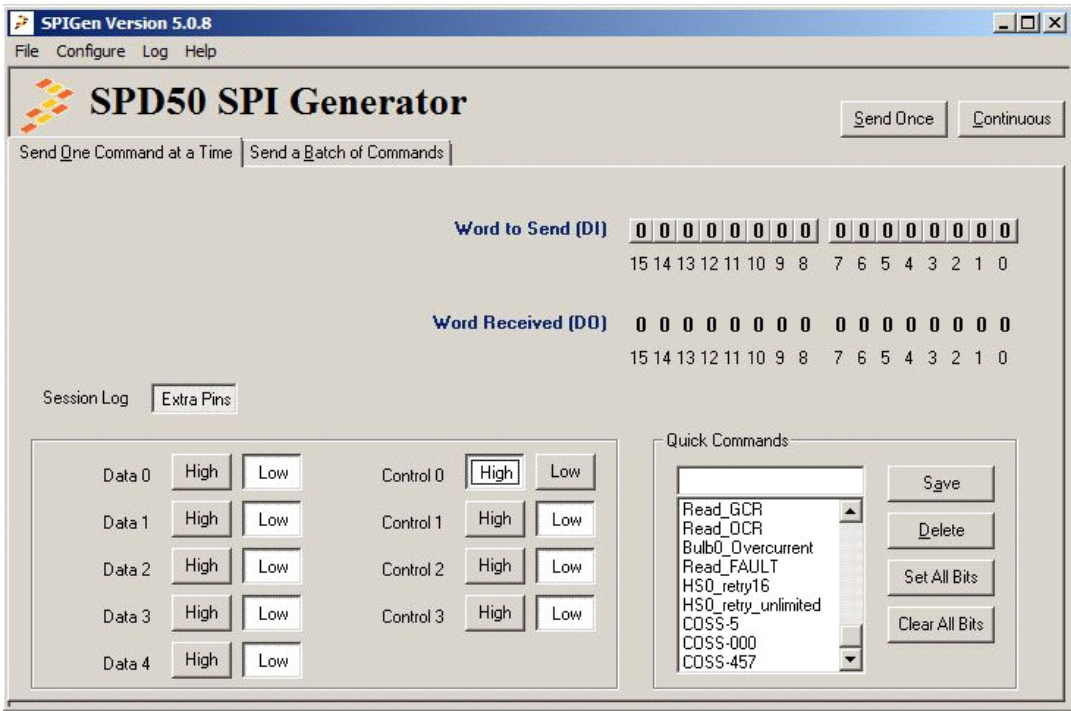 SPIGen Version 5.0.8
File Configure Log Help
SPD50 SPI Generator
Send Once Continuous
Send One Command at a Time Send a Batch of Commands
Word to Send (DI) 0 0 0 0 0 0 0 0 0 0 0 0 0 0 0 0
15 14 13 12 11 10 9 8 7 6 5 4 3 2 1 0
Word Received (DO) 0 0 0 0 0 0 0 0 0 0 0 0 0 0 0 0
15 14 13 12 11 10 9 8 7 6 5 4 3 2 1 0
Session Log Extra Pins
Data 0 High Low Control 0 High Low
Data 1 High Low Control 1 High Low
Data 2 High Low Control 2 High Low
Data 3 High Low Control 3 High Low
Data 4 High Low
Quick Commands
Read_GCR
Read_OCR
Bulb0_Overcurrent
Read_FAULT
HS0_retry16
HS0_retry_unlimited
COSS-5
COSS-000
COSS-457
Save
Delete
Set All Bits
Clear All Bits